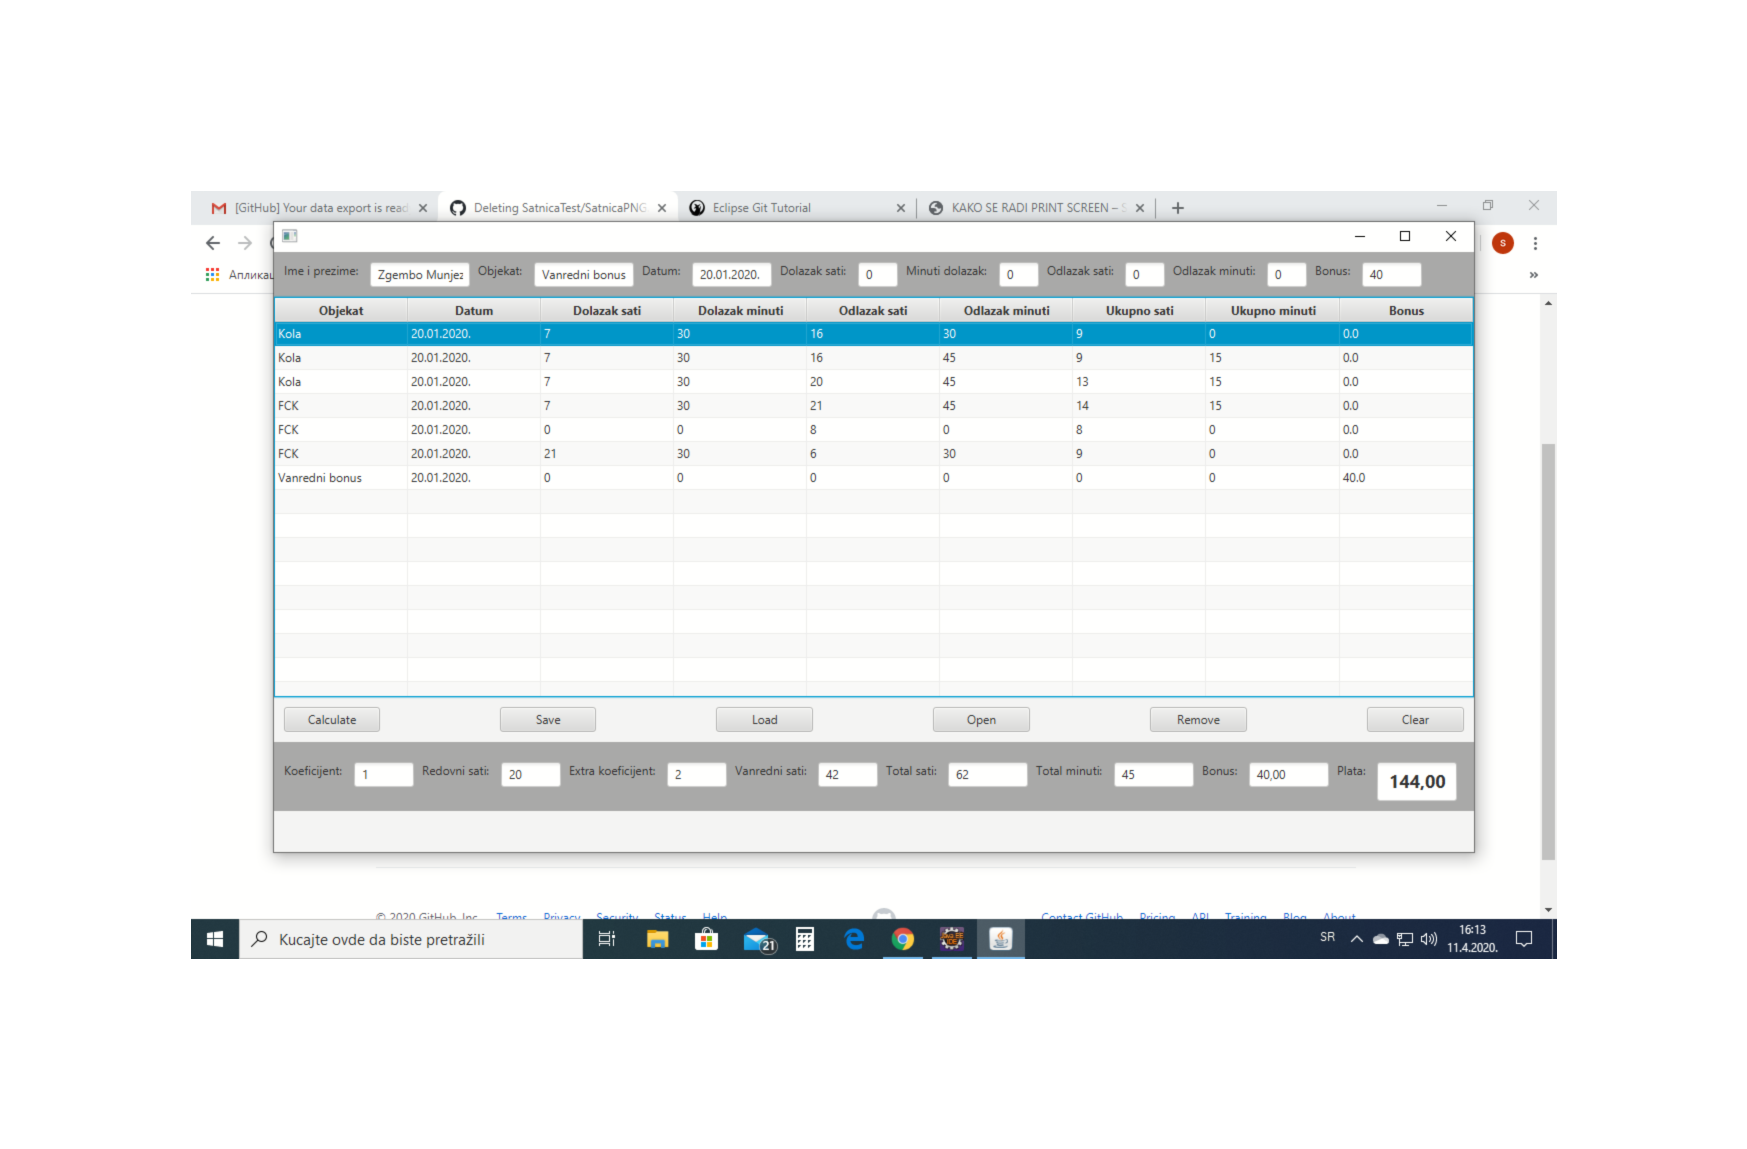 [GitHub] Your data export is read
Deleting SatnicaTest/SatnicaPNG
Eclipse Git Tutorial
KAKO SE RADI PRINT SCREEN – S
s
Апликац
»
Ime i prezime: Zgembo Munjez Objekat: Vanredni bonus Datum: 20.01.2020. Dolazak sati: 0 Minuti dolazak: 0 Odlazak sati: 0 Odlazak minuti: 0 Bonus: 40
Objekat Datum Dolazak sati Dolazak minuti Odlazak sati Odlazak minuti Ukupno sati Ukupno minuti Bonus
Kola 20.01.2020. 7 30 16 30 9 0 0.0
Kola 20.01.2020. 7 30 16 45 9 15 0.0
Kola 20.01.2020. 7 30 20 45 13 15 0.0
FCK 20.01.2020. 7 30 21 45 14 15 0.0
FCK 20.01.2020. 0 0 8 0 8 0 0.0
FCK 20.01.2020. 21 30 6 30 9 0 0.0
Vanredni bonus 20.01.2020. 0 0 0 0 0 0 40.0
Calculate Save Load Open Remove Clear
Koeficijent: 1 Redovni sati: 20 Extra koeficijent: 2 Vanredni sati: 42 Total sati: 62 Total minuti: 45 Bonus: 40,00 Plata: 144,00
© 2020 GitHub, Inc. Terms Privacy Security Status Help Contact GitHub Pricing API Training Blog About
Kucajte ovde da biste pretražili
21
SR
16:13
11.4.2020.